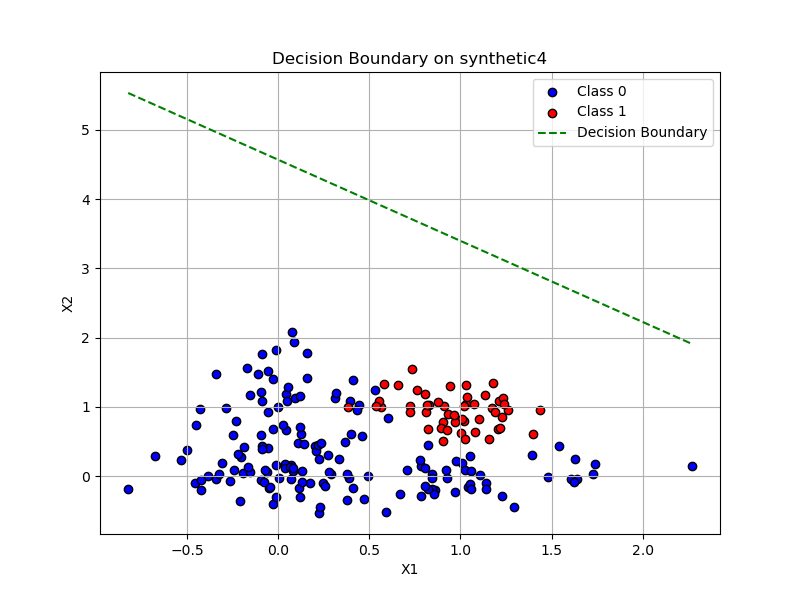 Decision Boundary on synthetic4
Class 0
Class 1
Decision Boundary
5
4
3
2
1
0
X2
−0.5
0.0
0.5
1.0
1.5
2.0
X1